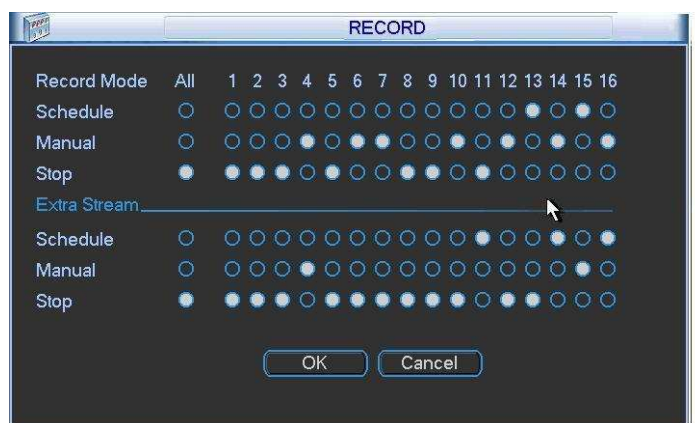 RECORD
Record Mode All 1 2 3 4 5 6 7 8 9 10 11 12 13 14 15 16
Schedule
Manual
Stop
Extra Stream
Schedule
Manual
Stop
OK Cancel